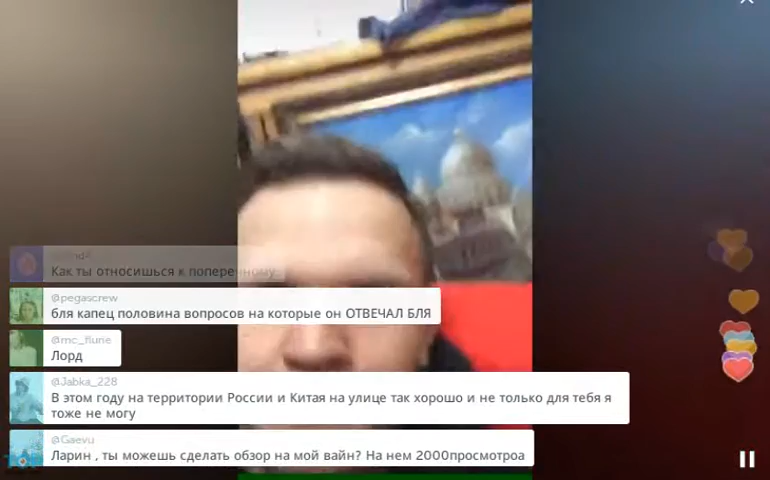 Как ты относишься к поперечному
@pegascrew
бля капец половина вопросов на которые он ОТВЕЧАЛ БЛЯ
Лорд
@Jabka_228
В этом году на территории России и Китая на улице так хорошо и не только для тебя я
тоже не могу
@Gaevu
Ларин , ты можешь сделать обзор на мой вайн? На нем 2000просмотроа